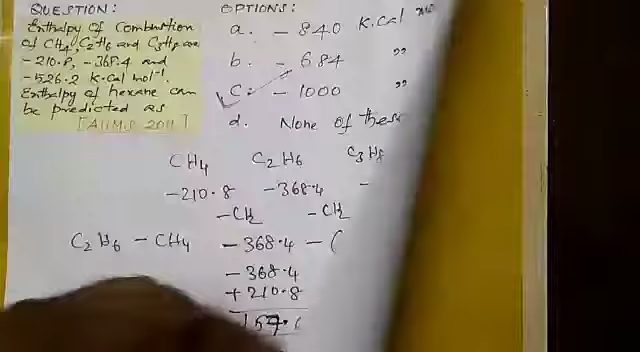 QUESTION:
Enthalpy of Combustion
of CH4, C2H6 and C3H8 are
-210.8, -368.4 and
-526.2 K.Cal mol-1.
Enthalpy of hexane can
be predicted as
[AIIMS 2011]
OPTIONS:
a. - 840 K.Cal
b. - 684 "
c. - 1000 "
d. None of these
CH4 C2H6 C3H8
-210.8 -368.4 -
-CH2 -CH2
C2H6 - CH4 -368.4 - (
-368.4
+210.8